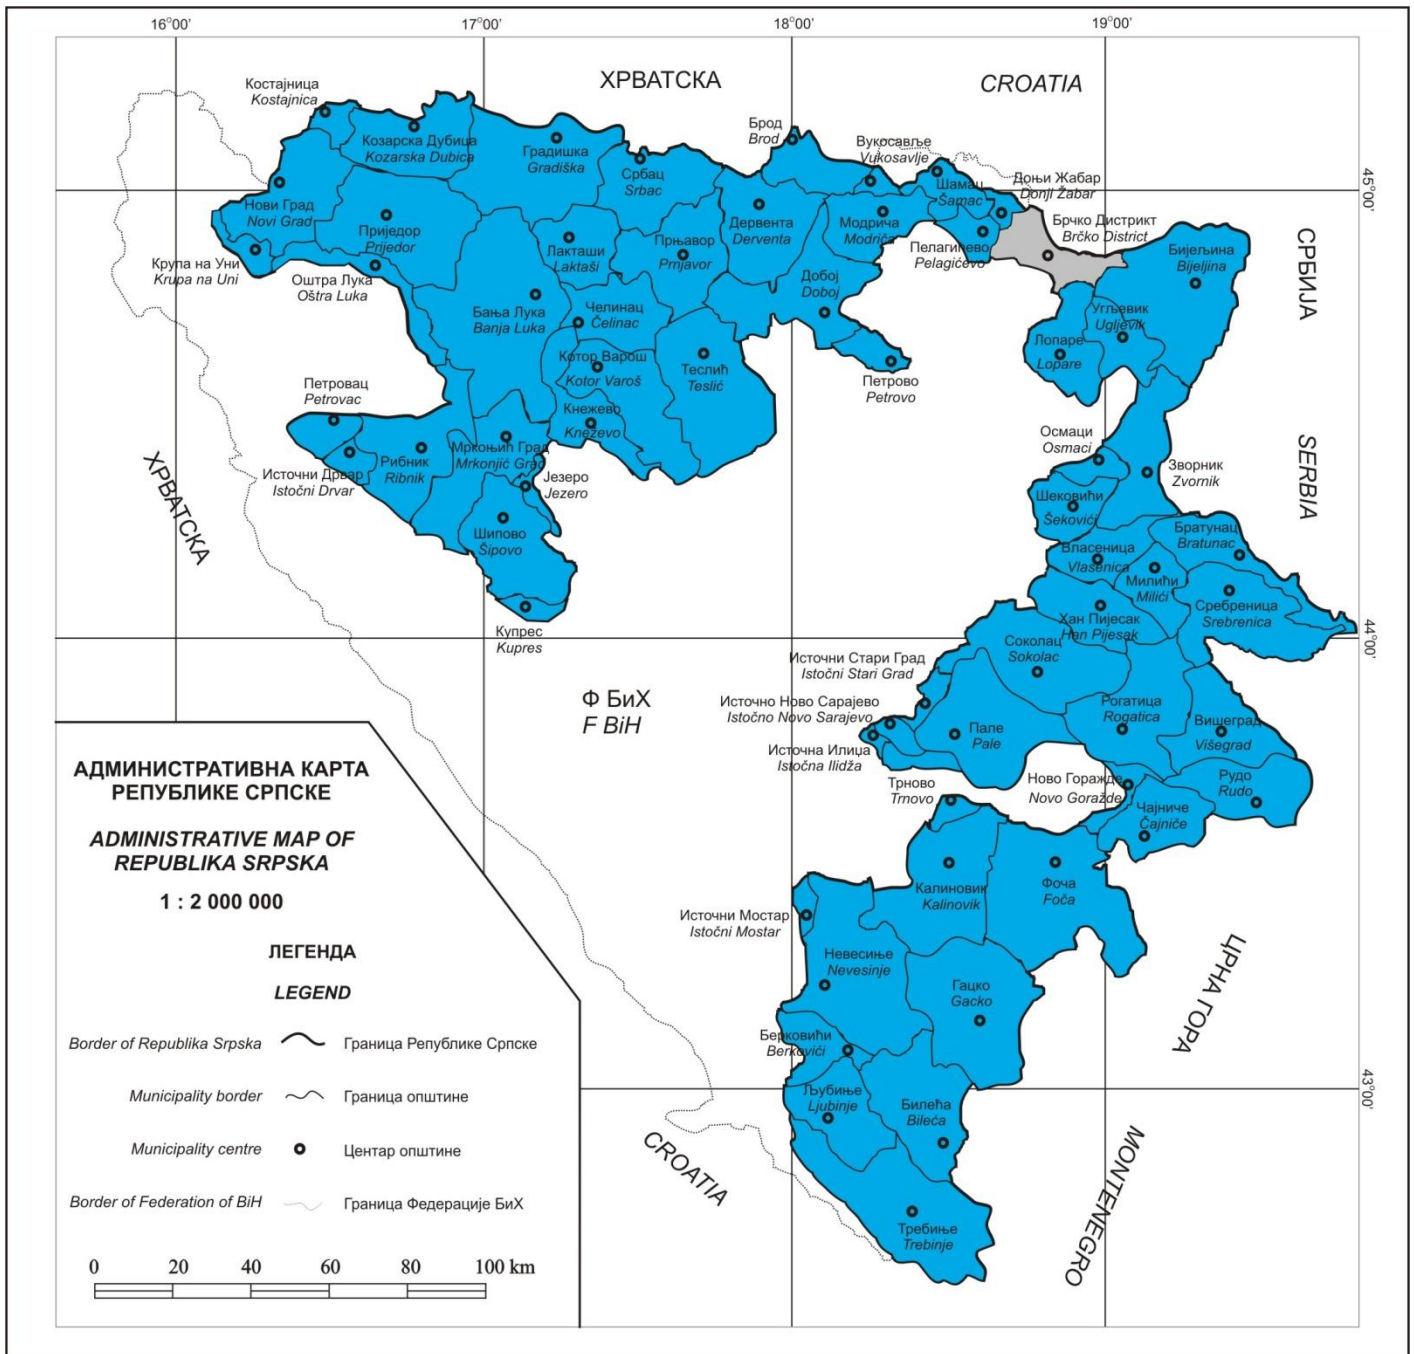 16°00'
17°00'
18°00'
19°00'
ХРВАТСКА
CROATIA
Костајница
Kostajnica
Козарска Дубица
Kozarska Dubica
Градишка
Gradiška
Србац
Srbac
Брод
Brod
Вукосавље
Vukosavlje
Шамац
Šamac
Доњи Жабар
Donji Žabar
45°00'
Нови Град
Novi Grad
Приједор
Prijedor
Дервента
Derventa
Модрича
Modriča
Брчко Дистрикт
Brčko District
Крупа на Уни
Krupa na Uni
Оштра Лука
Oštra Luka
Лакташи
Laktaši
Прњавор
Prnjavor
Пелагићево
Pelagićevo
Бијељина
Bijeljina
СРБИЈА
Добој
Doboj
Бања Лука
Banja Luka
Челинац
Čelinac
Угљевик
Ugljevik
Лопаре
Lopare
Котор Варош
Kotor Varoš
Теслић
Teslić
Петрово
Petrovo
Петровац
Petrovac
Кнежево
Kneževo
Источни Дрвар
Istočni Drvar
Рибник
Ribnik
Мркоњић Град
Mrkonjić Grad
Језеро
Jezero
Осмаци
Osmaci
Зворник
Zvornik
SERBIA
ХРВАТСКА
Шипово
Šipovo
Шековићи
Šekovići
Братунац
Bratunac
Власеница
Vlasenica
Милићи
Milići
Сребреница
Srebrenica
Купрес
Kupres
Хан Пијесак
Han Pijesak
44°00'
Соколац
Sokolac
Источни Стари Град
Istočni Stari Grad
Ф БиХ
F BiH
Источно Ново Сарајево
Istočno Novo Sarajevo
Рогатица
Rogatica
Вишеград
Višegrad
Пале
Pale
Источна Илиџа
Istočna Ilidža
Трново
Trnovo
Ново Горажде
Novo Goražde
Рудо
Rudo
Чајниче
Čajniče
Калиновик
Kalinovik
Фоча
Foča
Источни Мостар
Istočni Mostar
Невесиње
Nevesinje
Гацко
Gacko
ЦРНА ГОРА
Берковићи
Berkovići
Љубиње
Ljubinje
Билећа
Bileća
43°00'
CROATIA
MONTENEGRO
Требиње
Trebinje
АДМИНИСТРАТИВНА КАРТА
РЕПУБЛИКЕ СРПСКЕ
ADMINISTRATIVE MAP OF
REPUBLIKA SRPSKA
1 : 2 000 000
ЛЕГЕНДА
LEGEND
Border of Republika Srpska Граница Републике Српске
Municipality border Граница општине
Municipality centre Центар општине
Border of Federation of BiH Граница Федерације БиХ
0 20 40 60 80 100 km